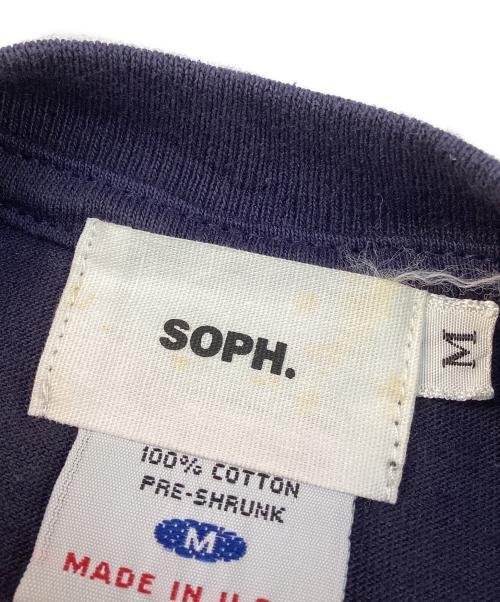 SOPH.
M
100% COTTON
PRE-SHRUNK
M
MADE IN U.S